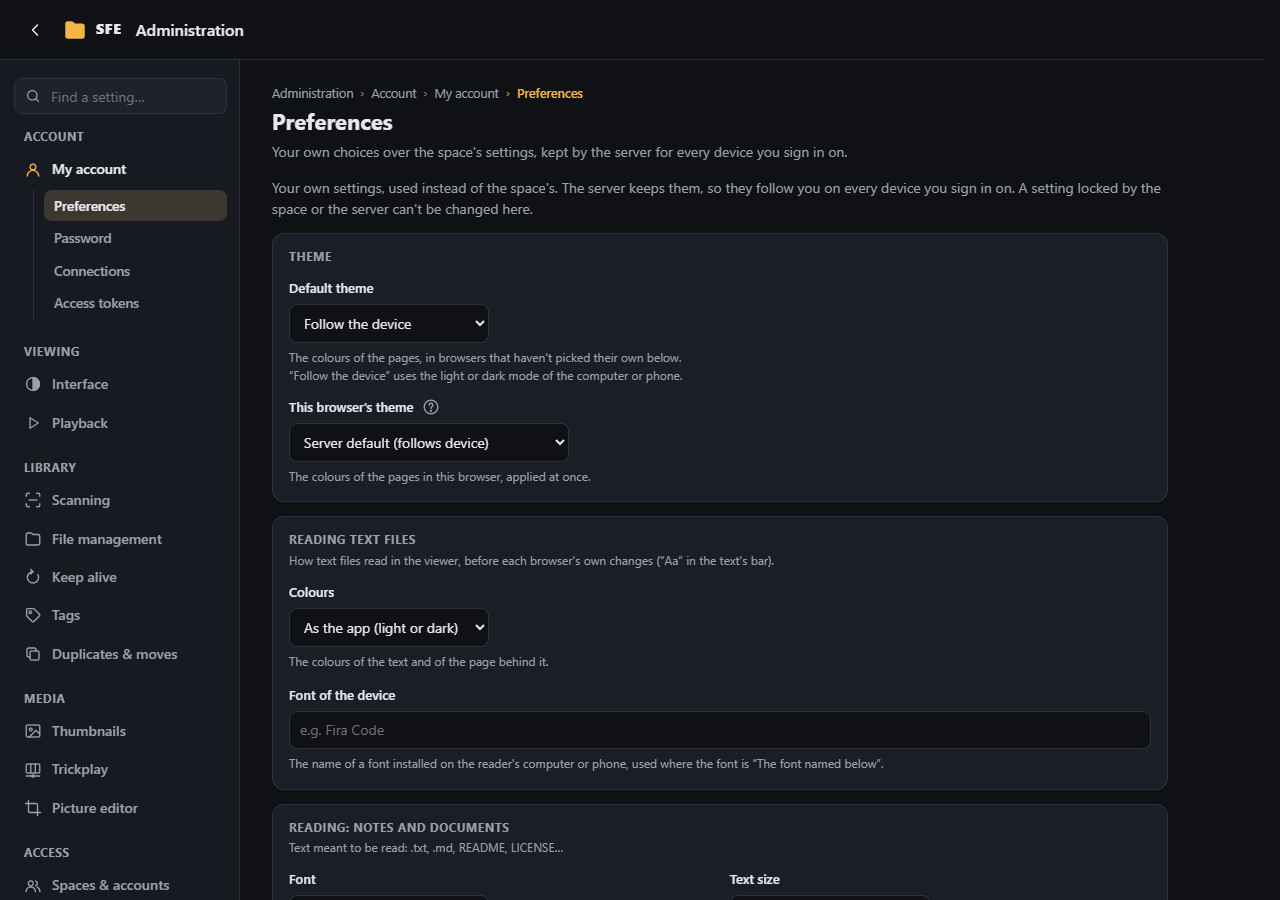 SFE Administration
Find a setting...
ACCOUNT
My account
Preferences
Password
Connections
Access tokens
VIEWING
Interface
Playback
LIBRARY
Scanning
File management
Keep alive
Tags
Duplicates & moves
MEDIA
Thumbnails
Trickplay
Picture editor
ACCESS
Spaces & accounts
Administration › Account › My account › Preferences
Preferences
Your own choices over the space's settings, kept by the server for every device you sign in on.
Your own settings, used instead of the space's. The server keeps them, so they follow you on every device you sign in on. A setting locked by the
space or the server can't be changed here.
THEME
Default theme
Follow the device
The colours of the pages, in browsers that haven't picked their own below.
“Follow the device” uses the light or dark mode of the computer or phone.
This browser's theme ?
Server default (follows device)
The colours of the pages in this browser, applied at once.
READING TEXT FILES
How text files read in the viewer, before each browser's own changes (“Aa” in the text's bar).
Colours
As the app (light or dark)
The colours of the text and of the page behind it.
Font of the device
e.g. Fira Code
The name of a font installed on the reader's computer or phone, used where the font is “The font named below”.
READING: NOTES AND DOCUMENTS
Text meant to be read: .txt, .md, README, LICENSE…
Font Text size